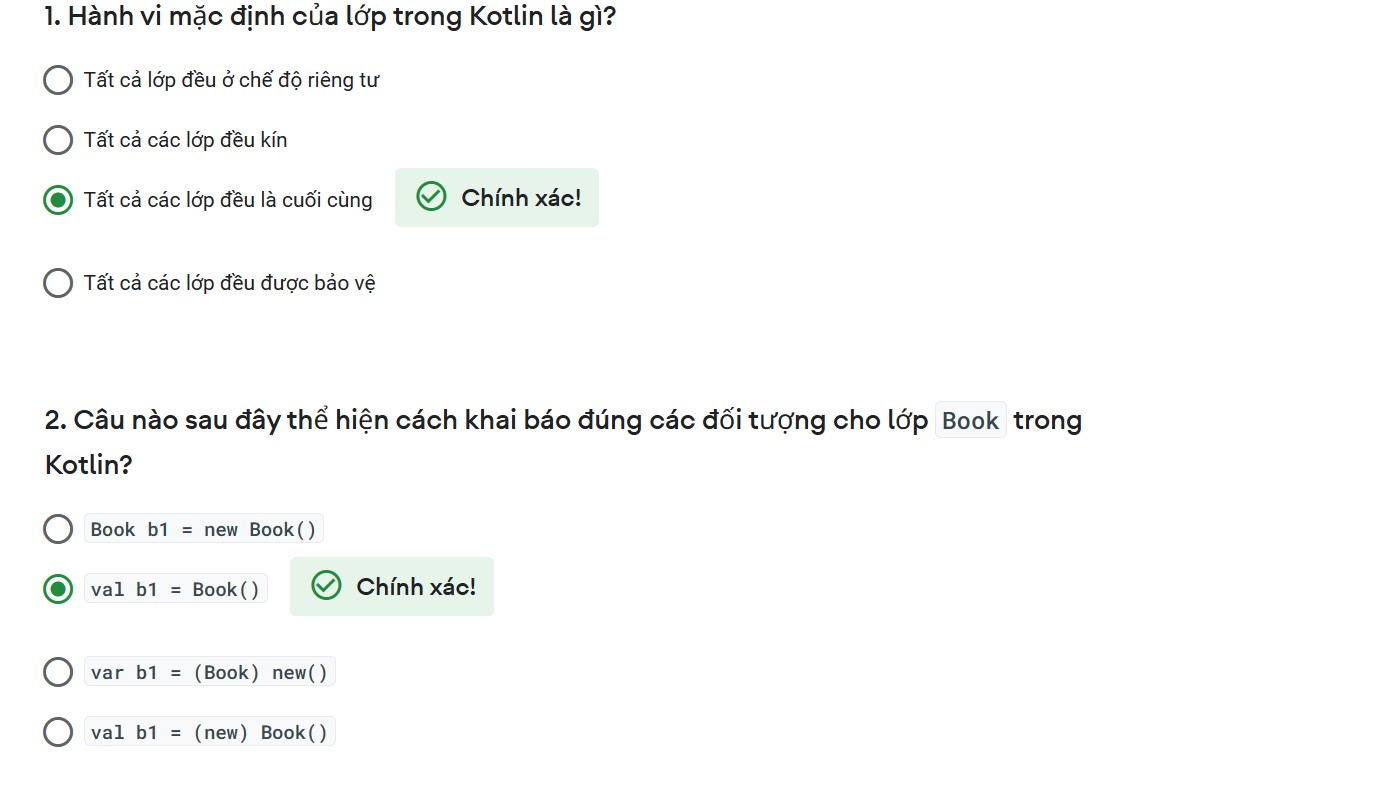 1. Hành vi mặc định của lớp trong Kotlin là gì?
Tất cả lớp đều ở chế độ riêng tư
Tất cả các lớp đều kín
Tất cả các lớp đều là cuối cùng
Chính xác!
Tất cả các lớp đều được bảo vệ
2. Câu nào sau đây thể hiện cách khai báo đúng các đối tượng cho lớp Book trong
Kotlin?
Book b1 = new Book()
val b1 = Book()
Chính xác!
var b1 = (Book) new()
val b1 = (new) Book()